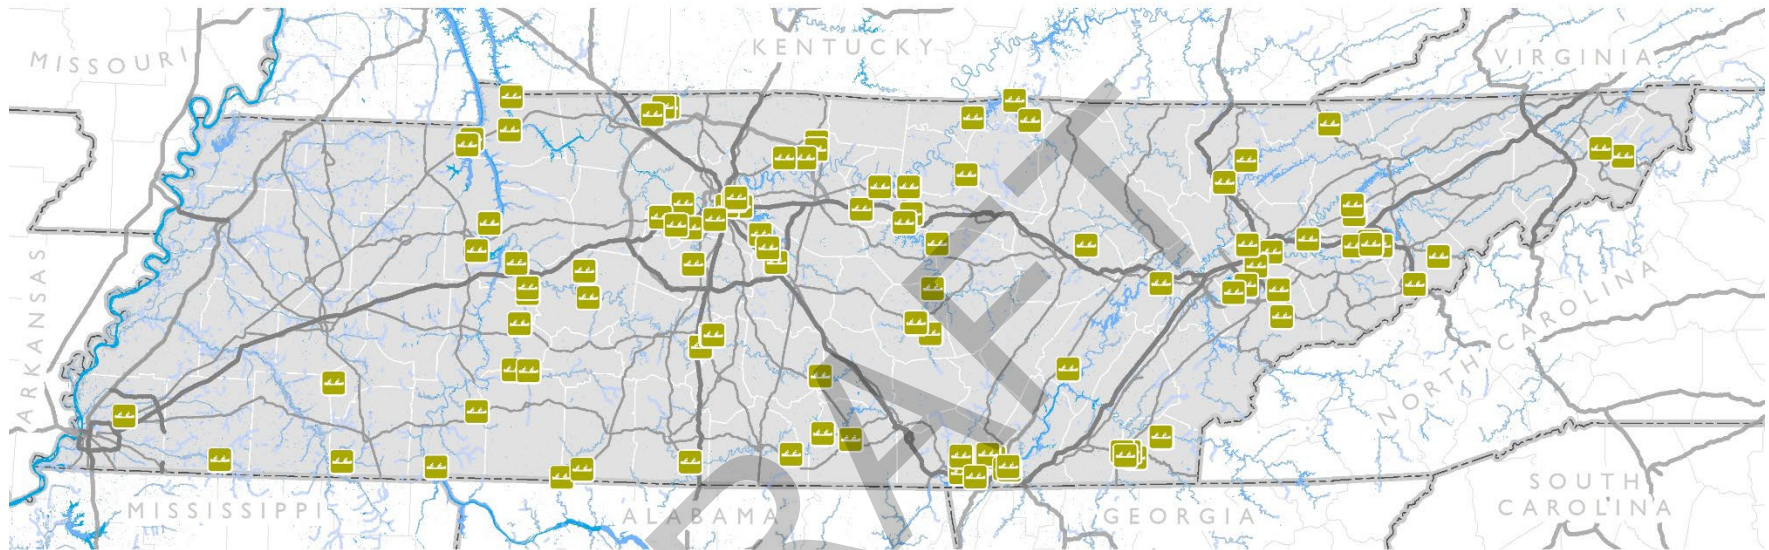 KENTUCKY
MISSOURI
VIRGINIA
ARKANSAS
NORTH CAROLINA
DRAFT
SOUTH
CAROLINA
MISSISSIPPI
ALABAMA
GEORGIA